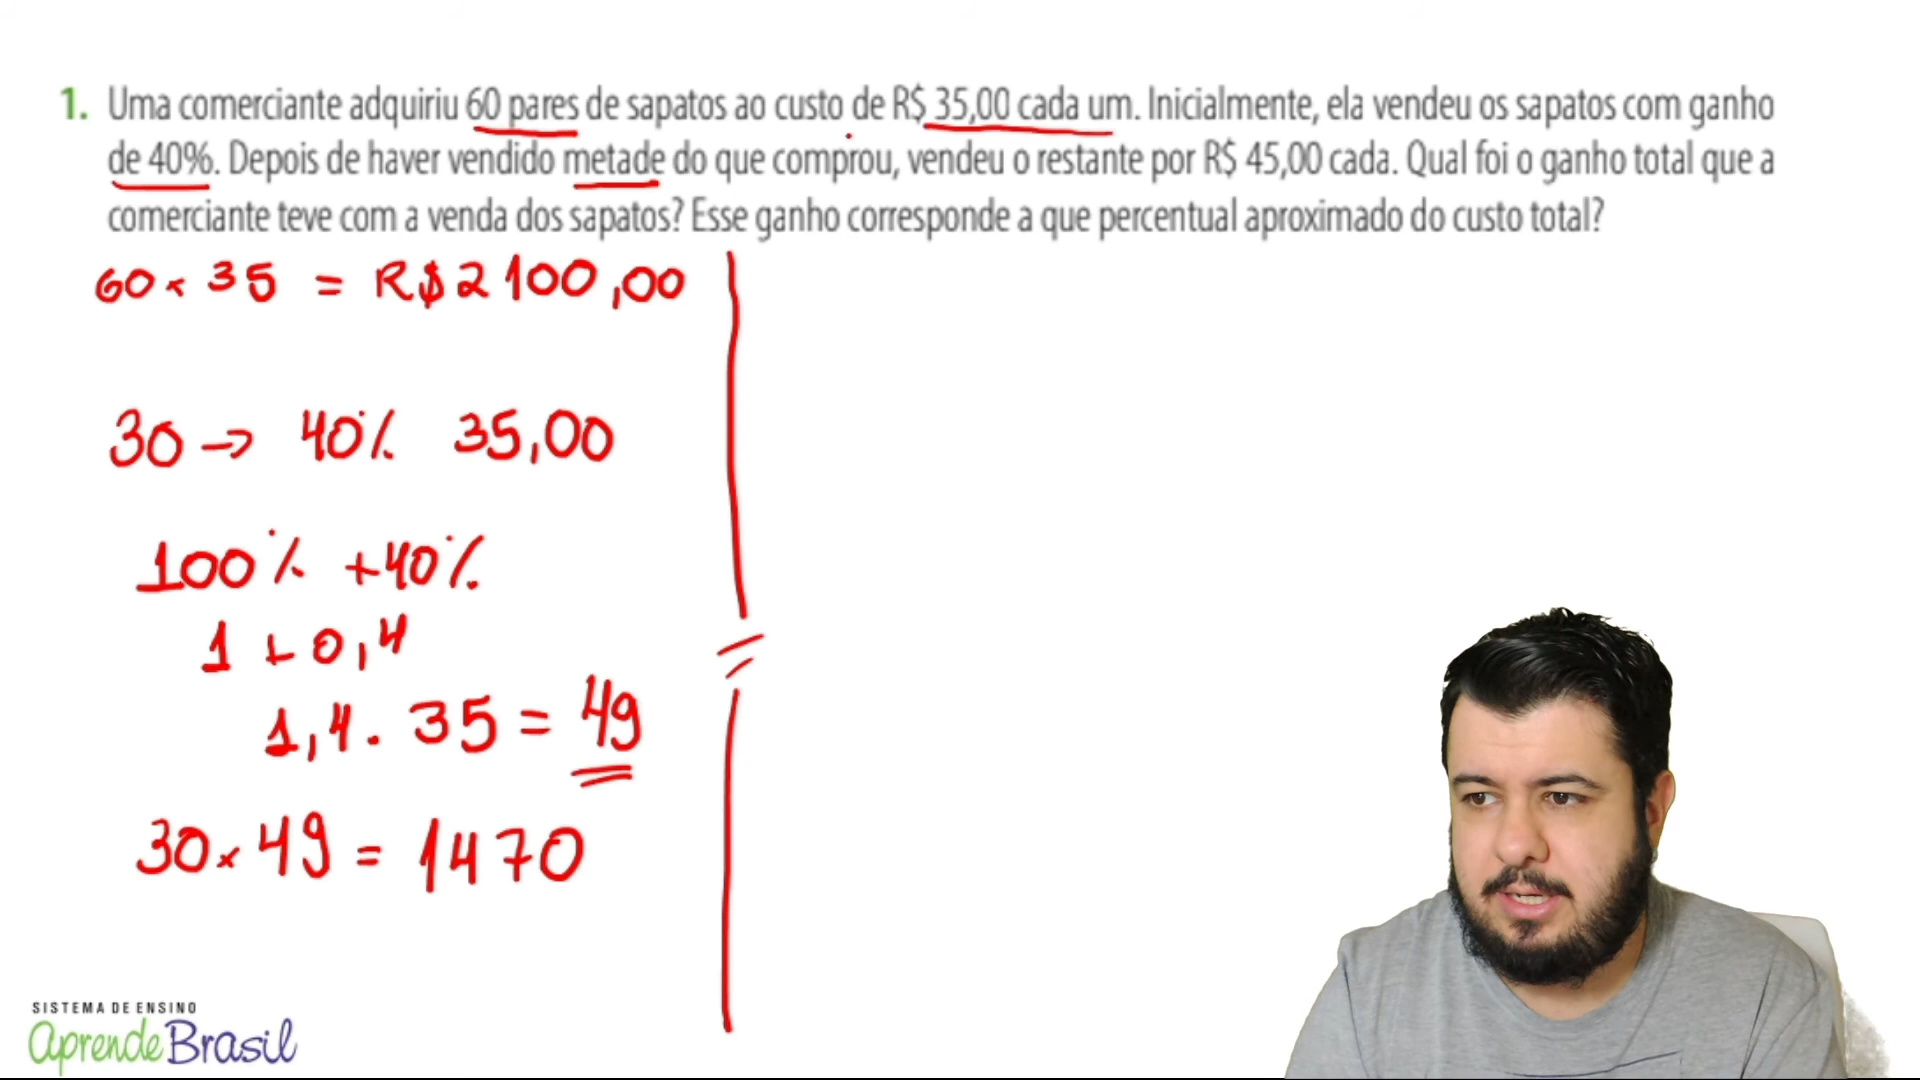 1. Uma comerciante adquiriu 60 pares de sapatos ao custo de R$ 35,00 cada um. Inicialmente, ela vendeu os sapatos com ganho
de 40%. Depois de haver vendido metade do que comprou, vendeu o restante por R$ 45,00 cada. Qual foi o ganho total que a
comerciante teve com a venda dos sapatos? Esse ganho corresponde a que percentual aproximado do custo total?
60 × 35 = R$ 2100,00
30 → 40% 35,00
100% +40%
1 + 0,4
1,4 . 35 = 49
30 × 49 = 1470
SISTEMA DE ENSINO
aprende Brasil